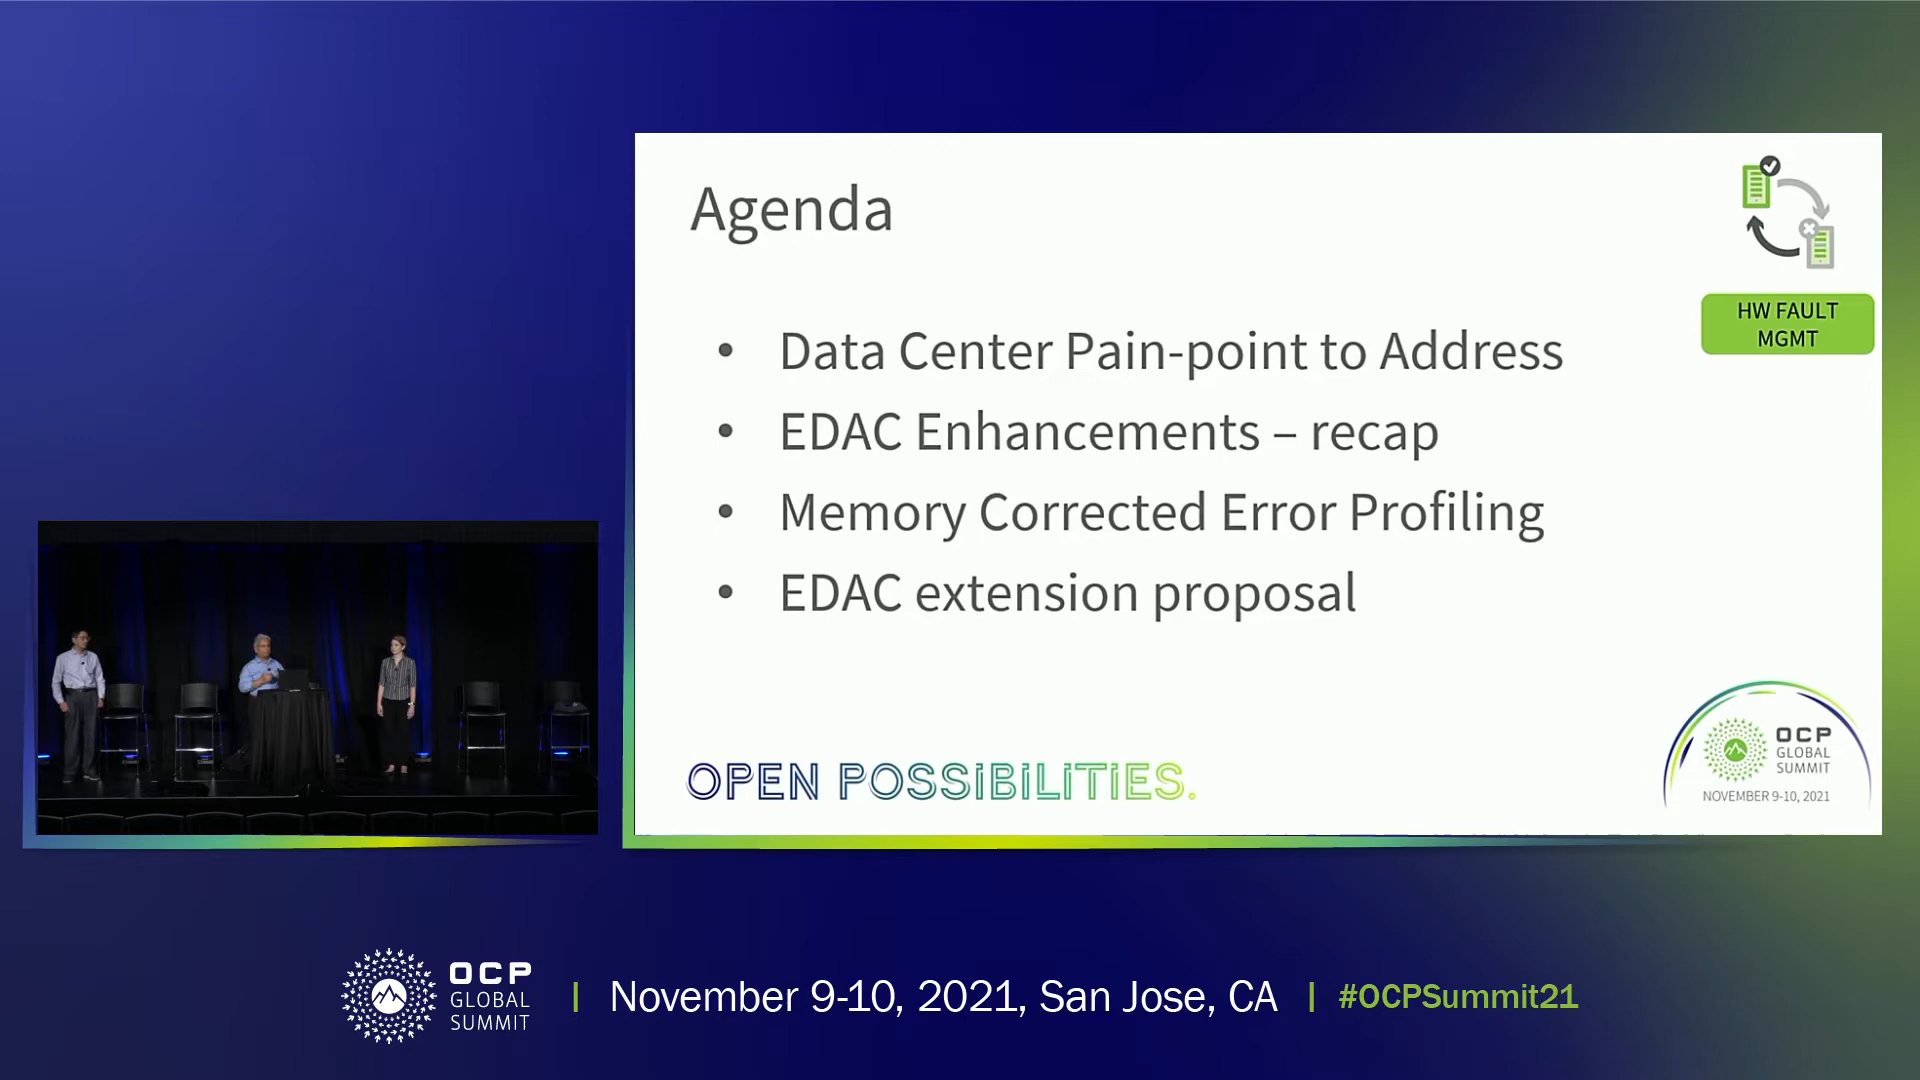 Agenda
HW FAULT
MGMT
• Data Center Pain-point to Address
• EDAC Enhancements – recap
• Memory Corrected Error Profiling
• EDAC extension proposal
OPEN POSSIBILITIES.
OCP
GLOBAL
SUMMIT
NOVEMBER 9-10, 2021
OCP
GLOBAL
SUMMIT
| November 9-10, 2021, San Jose, CA | #OCPSummit21